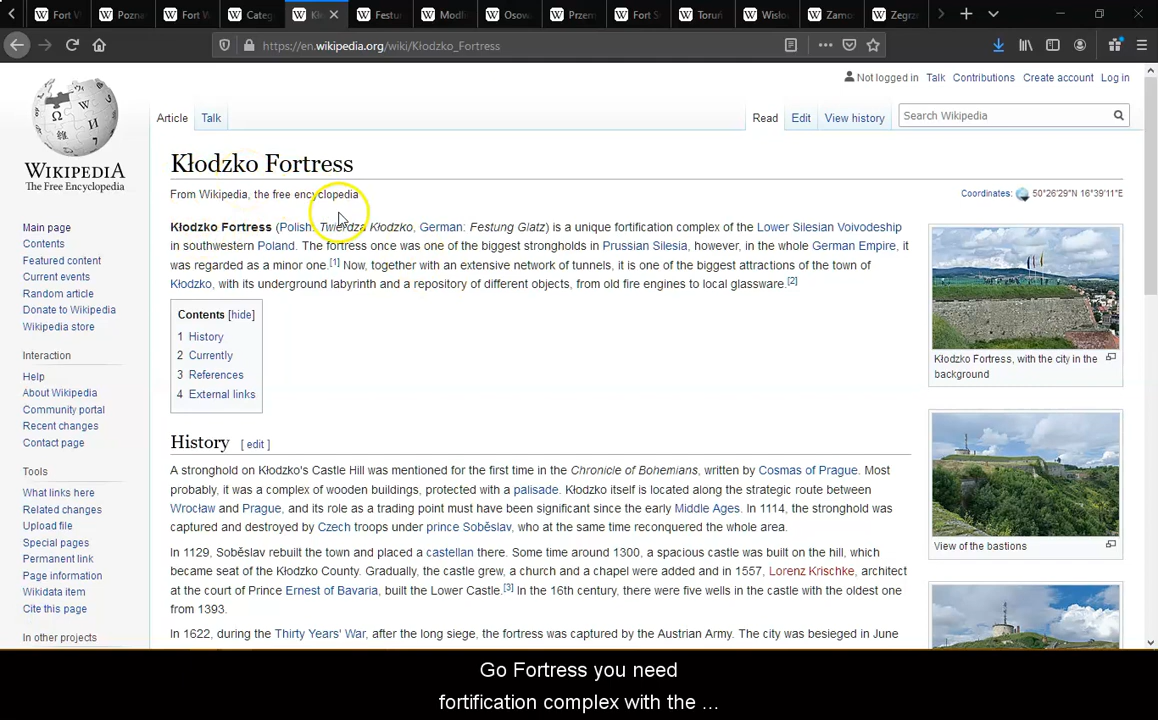 Fort V
Pozna
Fort W
Categ
Kł
Festur
Modli
Osow
Przem
Fort S
Toruń
Wisło
Zamo
Zegrz
https://en.wikipedia.org/wiki/Kłodzko_Fortress
Not logged in Talk Contributions Create account Log in
Article Talk Read Edit View history Search Wikipedia
WIKIPEDIA
The Free Encyclopedia
Main page
Contents
Featured content
Current events
Random article
Donate to Wikipedia
Wikipedia store
Interaction
Help
About Wikipedia
Community portal
Recent changes
Contact page
Tools
What links here
Related changes
Upload file
Special pages
Permanent link
Page information
Wikidata item
Cite this page
In other projects
Kłodzko Fortress
From Wikipedia, the free encyclopedia
Coordinates: 50°26′29″N 16°39′11″E
Kłodzko Fortress (Polish: Twierdza Kłodzko, German: Festung Glatz) is a unique fortification complex of the Lower Silesian Voivodeship
in southwestern Poland. The fortress once was one of the biggest strongholds in Prussian Silesia, however, in the whole German Empire, it
was regarded as a minor one.[1] Now, together with an extensive network of tunnels, it is one of the biggest attractions of the town of
Kłodzko, with its underground labyrinth and a repository of different objects, from old fire engines to local glassware.[2]
Contents [hide]
1 History
2 Currently
3 References
4 External links
Kłodzko Fortress, with the city in the
background
View of the bastions
History [ edit ]
A stronghold on Kłodzko's Castle Hill was mentioned for the first time in the Chronicle of Bohemians, written by Cosmas of Prague. Most
probably, it was a complex of wooden buildings, protected with a palisade. Kłodzko itself is located along the strategic route between
Wrocław and Prague, and its role as a trading point must have been significant since the early Middle Ages. In 1114, the stronghold was
captured and destroyed by Czech troops under prince Soběslav, who at the same time reconquered the whole area.
In 1129, Soběslav rebuilt the town and placed a castellan there. Some time around 1300, a spacious castle was built on the hill, which
became seat of the Kłodzko County. Gradually, the castle grew, a church and a chapel were added and in 1557, Lorenz Krischke, architect
at the court of Prince Ernest of Bavaria, built the Lower Castle.[3] In the 16th century, there were five wells in the castle with the oldest one
from 1393.
In 1622, during the Thirty Years' War, after the long siege, the fortress was captured by the Austrian Army. The city was besieged in June
Go Fortress you need
fortification complex with the ...